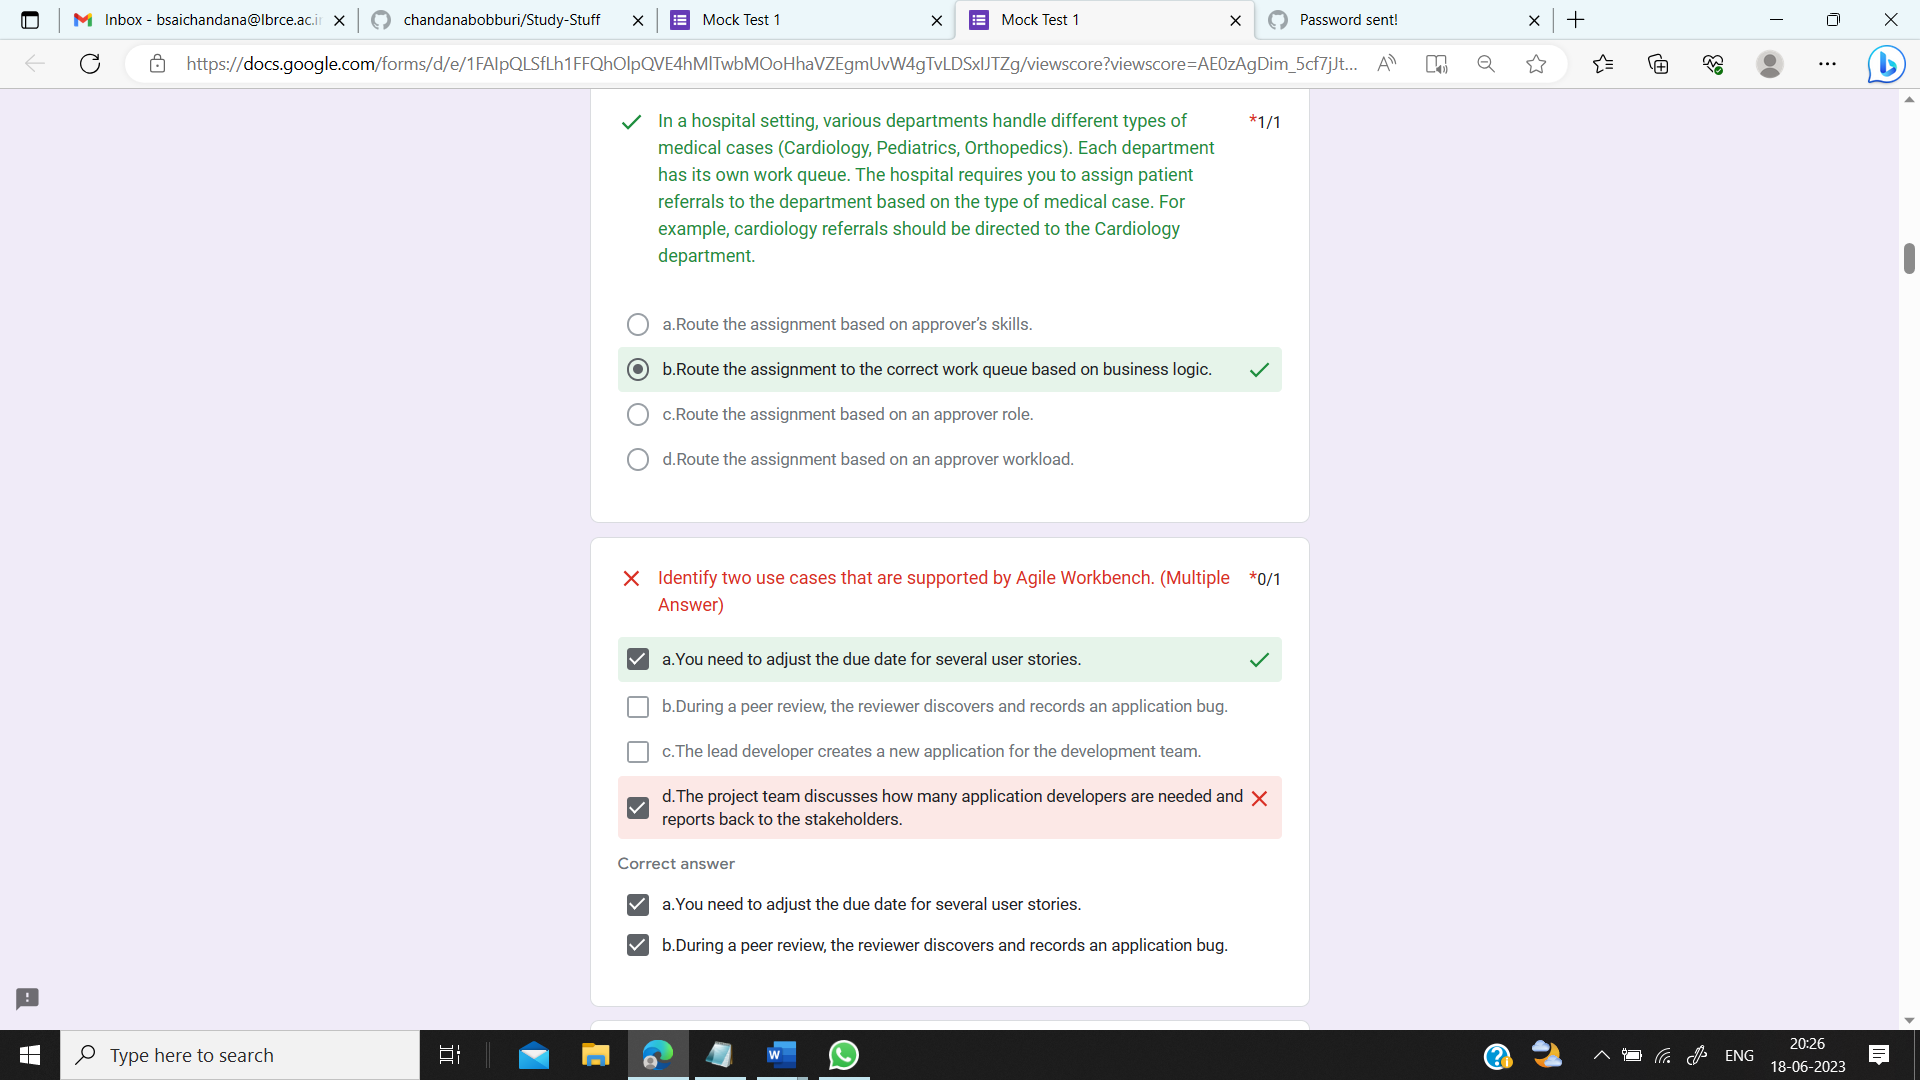 Inbox - bsaichandana@lbrce.ac.i
chandanabobburi/Study-Stuff
Mock Test 1
Mock Test 1
Password sent!
https://docs.google.com/forms/d/e/1FAIpQLSfLh1FFQhOlpQVE4hMlTwbMOoHhaVZEgmUvW4gTvLDSxIJTZg/viewscore?viewscore=AE0zAgDim_5cf7jJt...
In a hospital setting, various departments handle different types of
*1/1
medical cases (Cardiology, Pediatrics, Orthopedics). Each department
has its own work queue. The hospital requires you to assign patient
referrals to the department based on the type of medical case. For
example, cardiology referrals should be directed to the Cardiology
department.
a.Route the assignment based on approver’s skills.
b.Route the assignment to the correct work queue based on business logic.
c.Route the assignment based on an approver role.
d.Route the assignment based on an approver workload.
Identify two use cases that are supported by Agile Workbench. (Multiple
*0/1
Answer)
a.You need to adjust the due date for several user stories.
b.During a peer review, the reviewer discovers and records an application bug.
c.The lead developer creates a new application for the development team.
d.The project team discusses how many application developers are needed and
reports back to the stakeholders.
Correct answer
a.You need to adjust the due date for several user stories.
b.During a peer review, the reviewer discovers and records an application bug.
Type here to search
ENG
20:26
18-06-2023